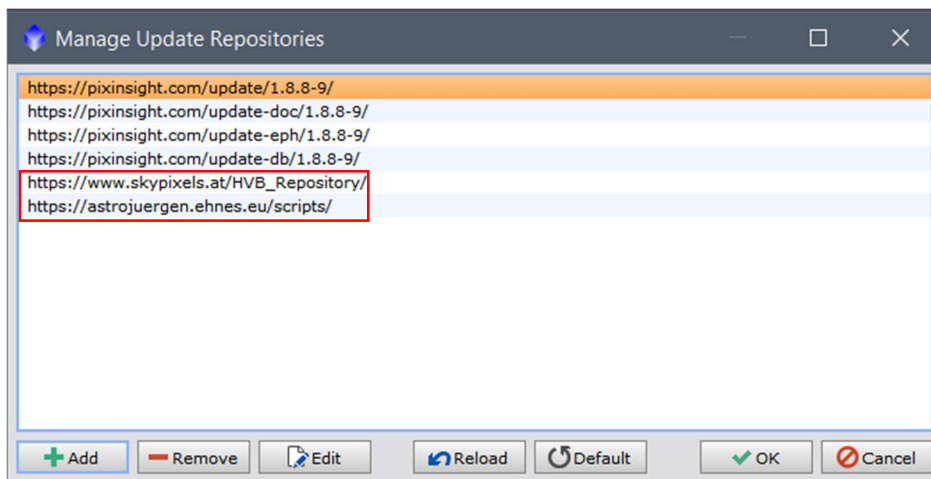 Manage Update Repositories
https://pixinsight.com/update/1.8.8-9/
https://pixinsight.com/update-doc/1.8.8-9/
https://pixinsight.com/update-eph/1.8.8-9/
https://pixinsight.com/update-db/1.8.8-9/
https://www.skypixels.at/HVB_Repository/
https://astrojuergen.ehnes.eu/scripts/
Add Remove Edit Reload Default OK Cancel